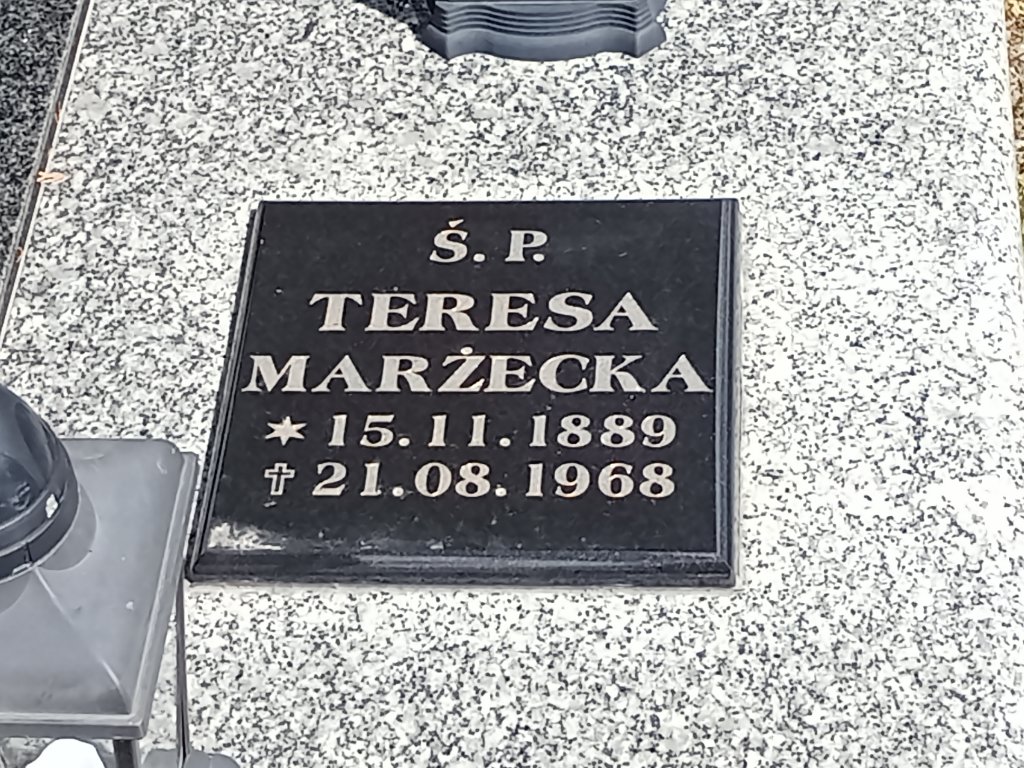 Ś. P.
TERESA
MARŻECKA
* 15.11.1889
✝ 21.08.1968